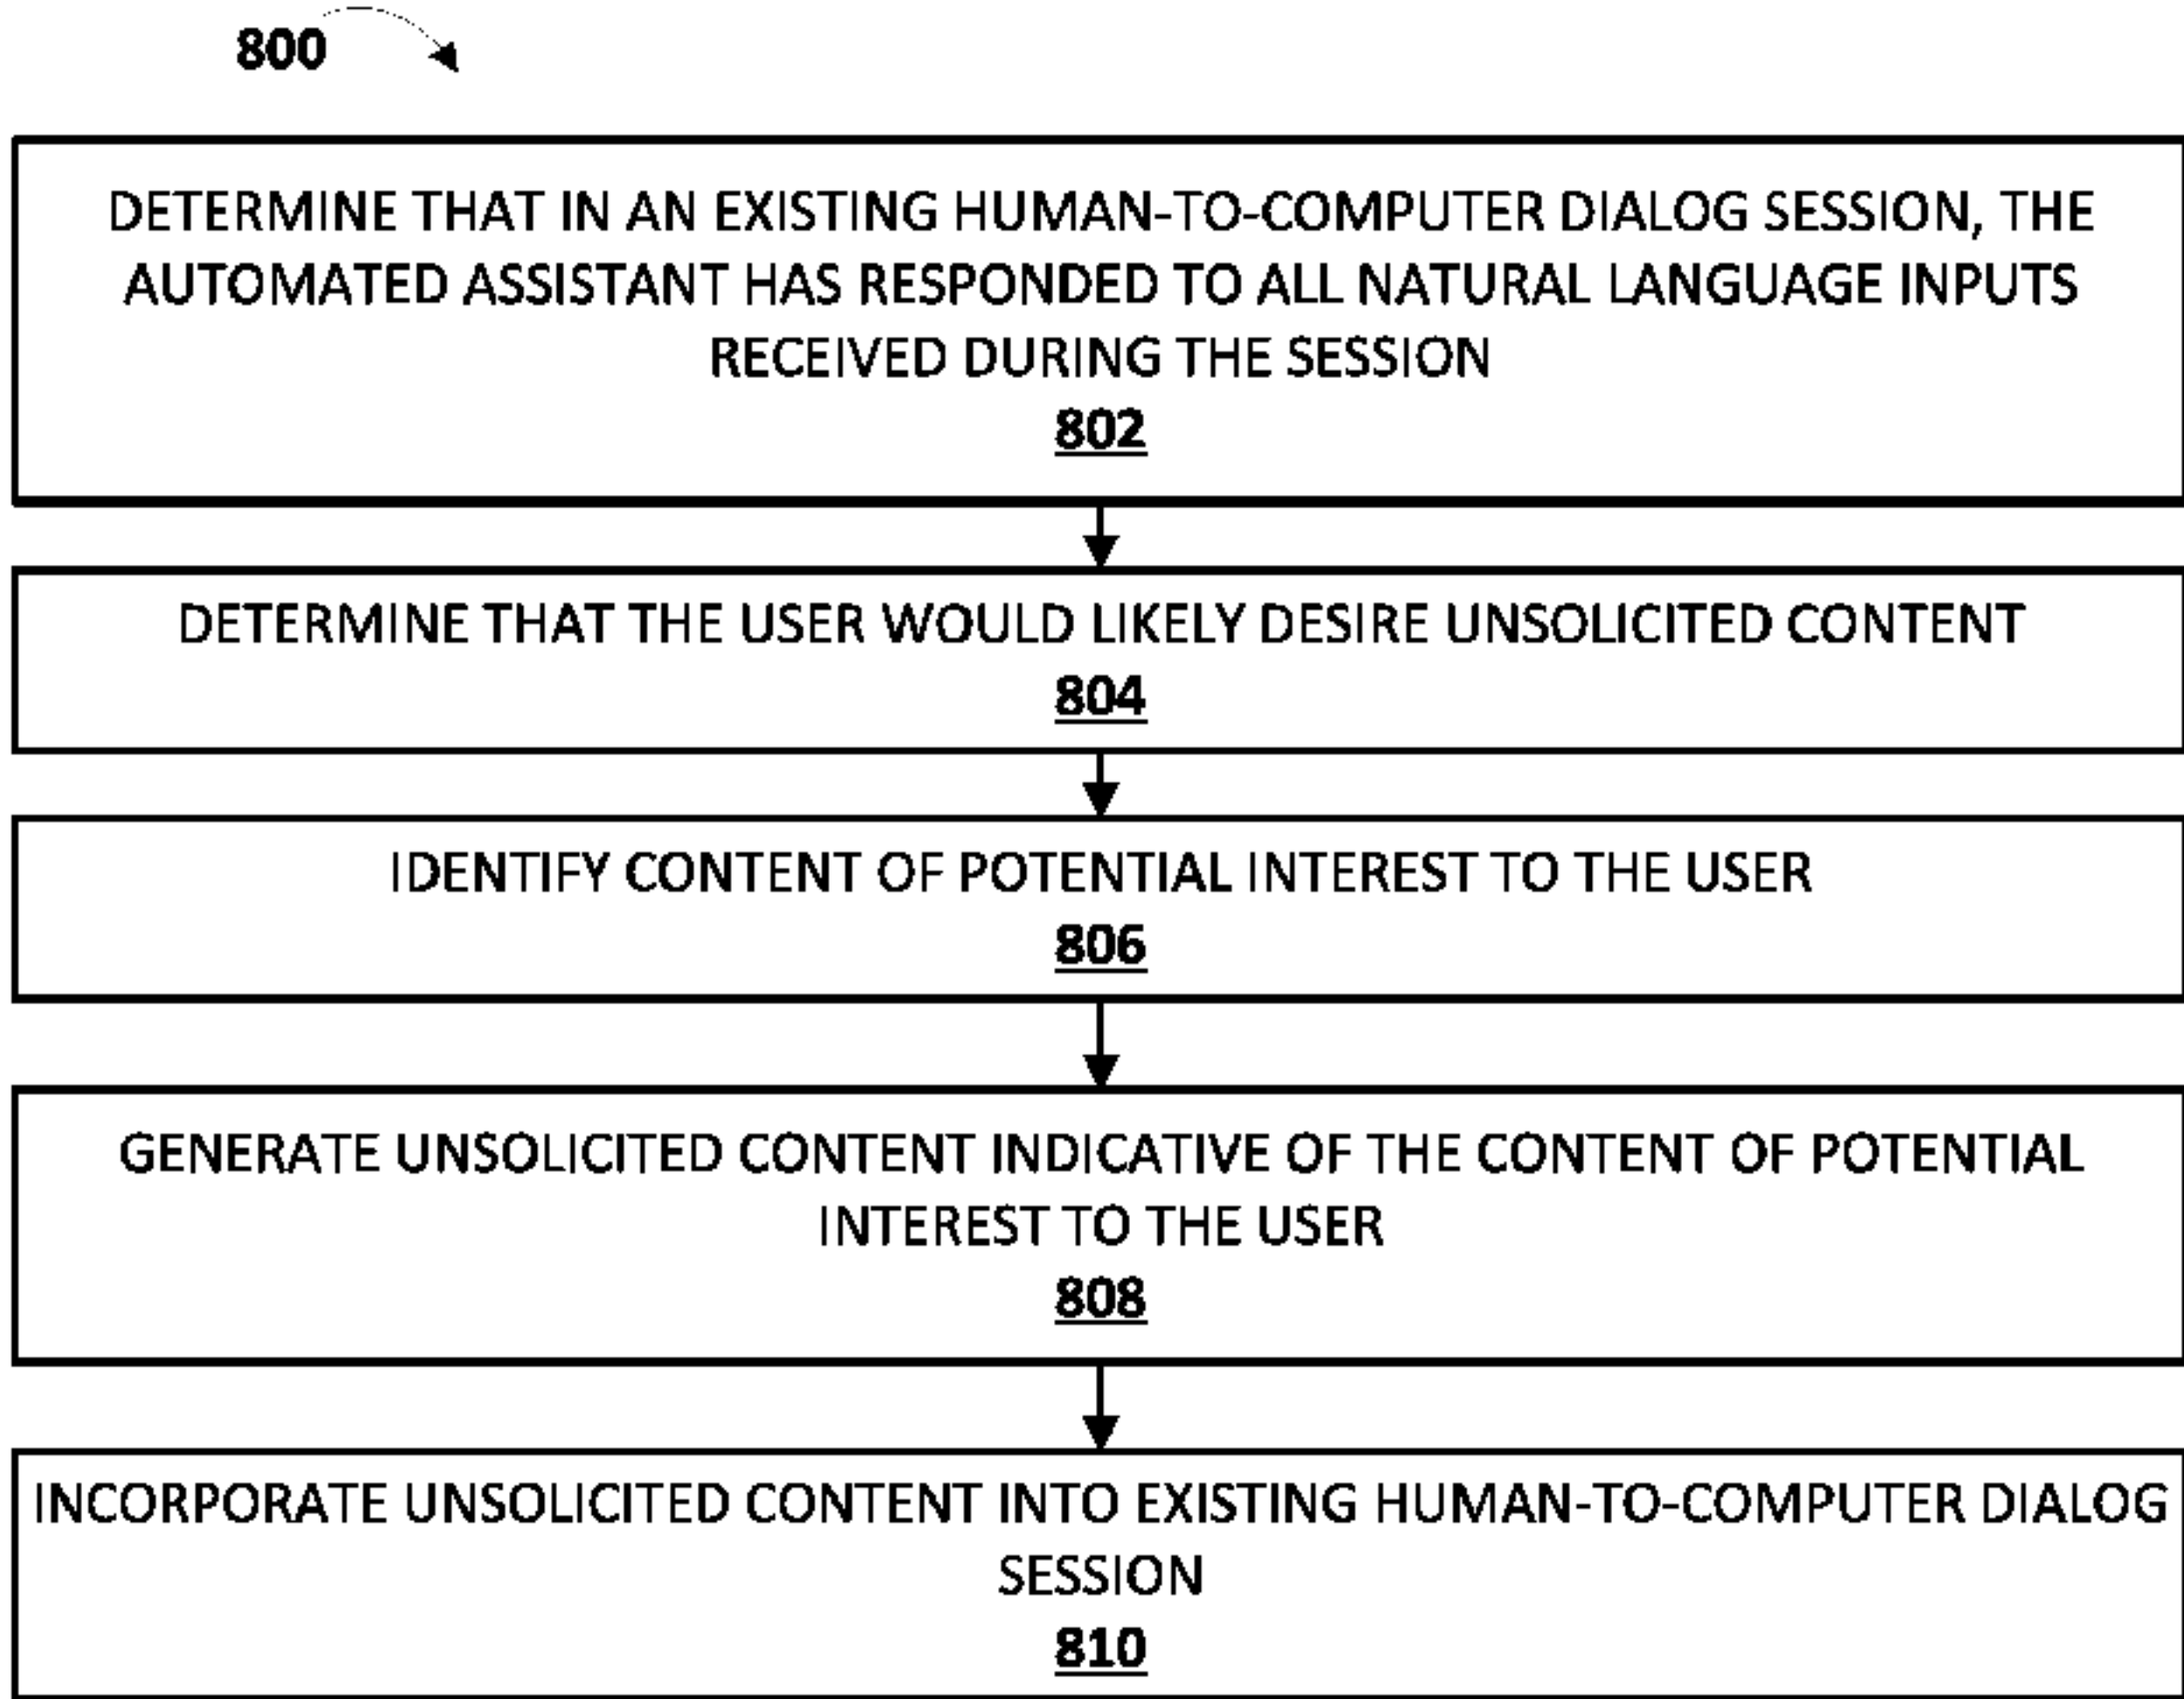 800
DETERMINE THAT IN AN EXISTING HUMAN-TO-COMPUTER DIALOG SESSION, THE
AUTOMATED ASSISTANT HAS RESPONDED TO ALL NATURAL LANGUAGE INPUTS
RECEIVED DURING THE SESSION
802
DETERMINE THAT THE USER WOULD LIKELY DESIRE UNSOLICITED CONTENT
804
IDENTIFY CONTENT OF POTENTIAL INTEREST TO THE USER
806
GENERATE UNSOLICITED CONTENT INDICATIVE OF THE CONTENT OF POTENTIAL
INTEREST TO THE USER
808
INCORPORATE UNSOLICITED CONTENT INTO EXISTING HUMAN-TO-COMPUTER DIALOG
SESSION
810